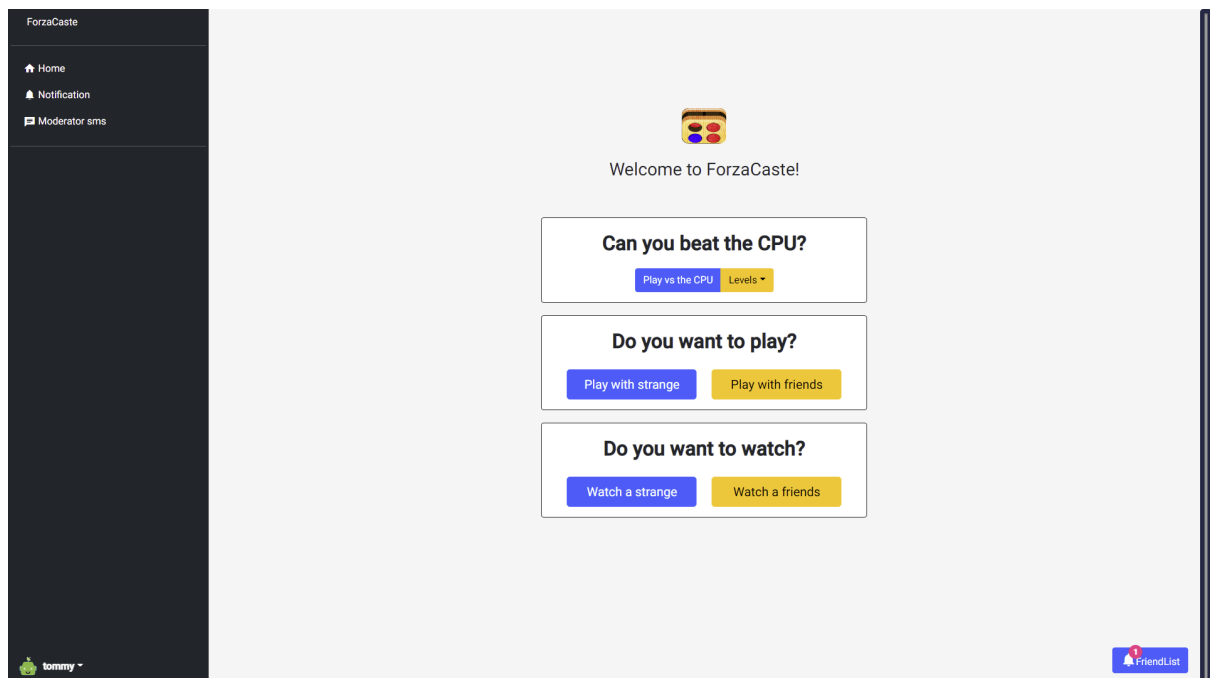 ForzaCaste
Home
Notification
Moderator sms
Welcome to ForzaCaste!
Can you beat the CPU?
Play vs the CPU Levels
Do you want to play?
Play with strange Play with friends
Do you want to watch?
Watch a strange Watch a friends
tommy
1
FriendList